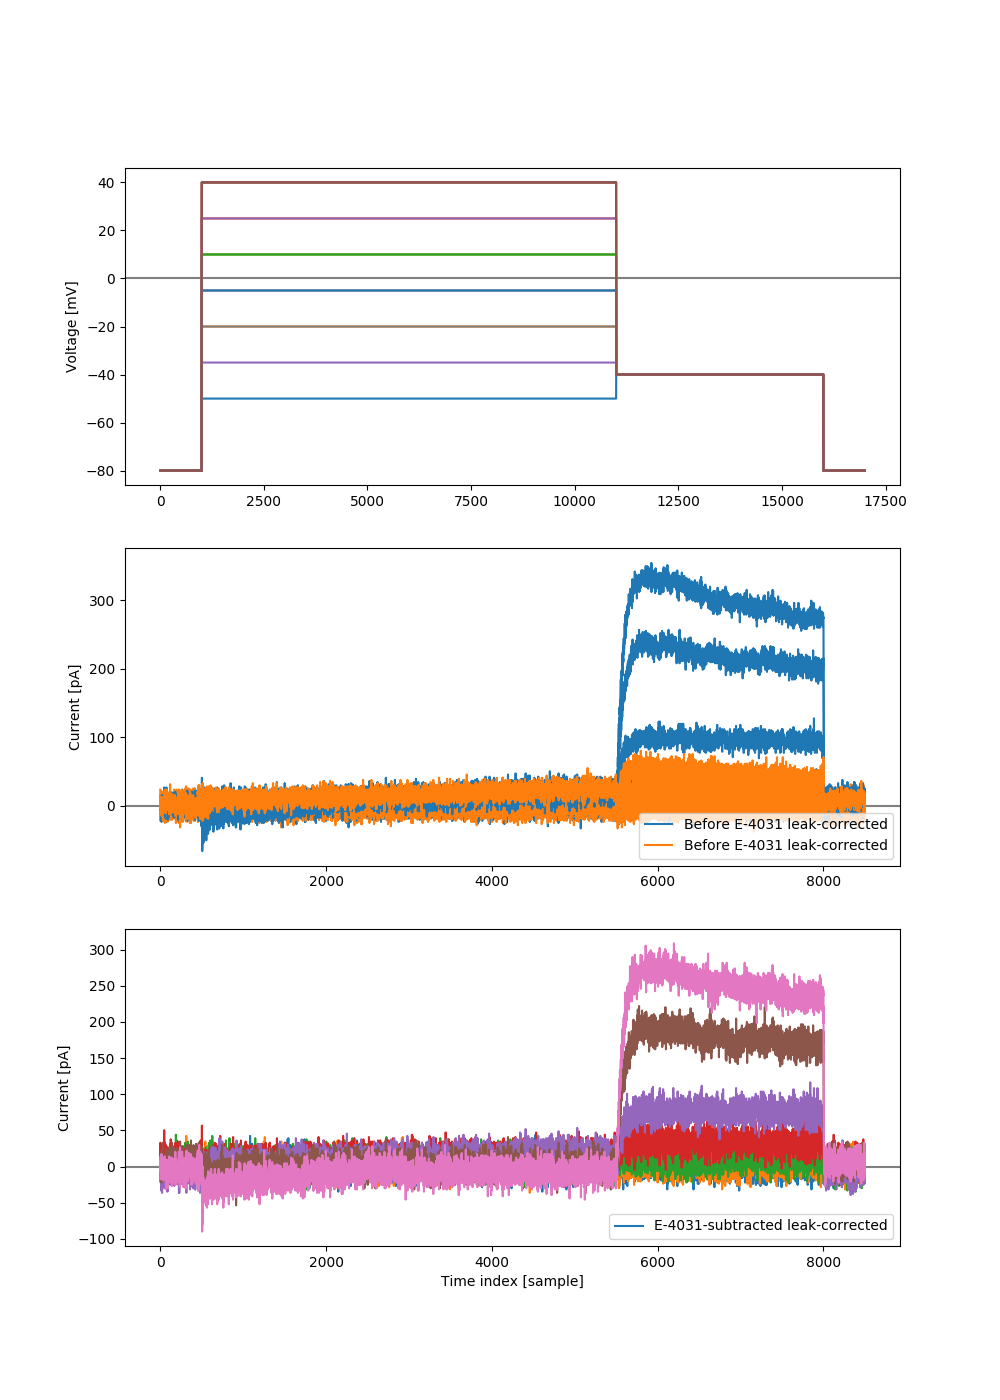 40
20
0
−20
−40
−60
−80
Voltage [mV]
0 2500 5000 7500 10000 12500 15000 17500
300
200
100
0
Current [pA]
Before E-4031 leak-corrected
Before E-4031 leak-corrected
0 2000 4000 6000 8000
300
250
200
150
100
50
0
−50
−100
Current [pA]
E-4031-subtracted leak-corrected
0 2000 4000 6000 8000
Time index [sample]